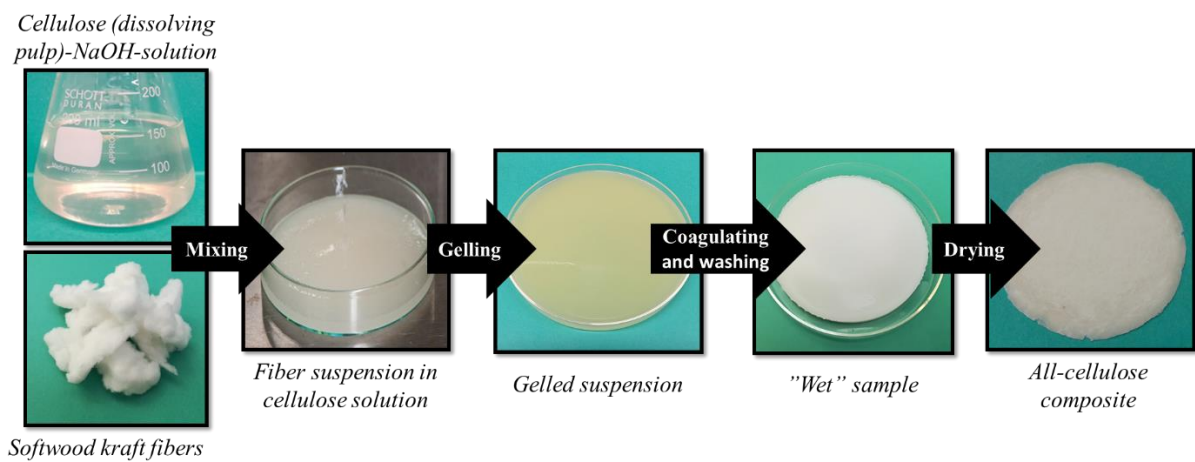 Cellulose (dissolving
pulp)-NaOH-solution
SCHOTT
DURAN
200
150
100
Mixing
Gelling
Coagulating
and washing
Drying
Fiber suspension in
cellulose solution
Gelled suspension
”Wet” sample
All-cellulose
composite
Softwood kraft fibers